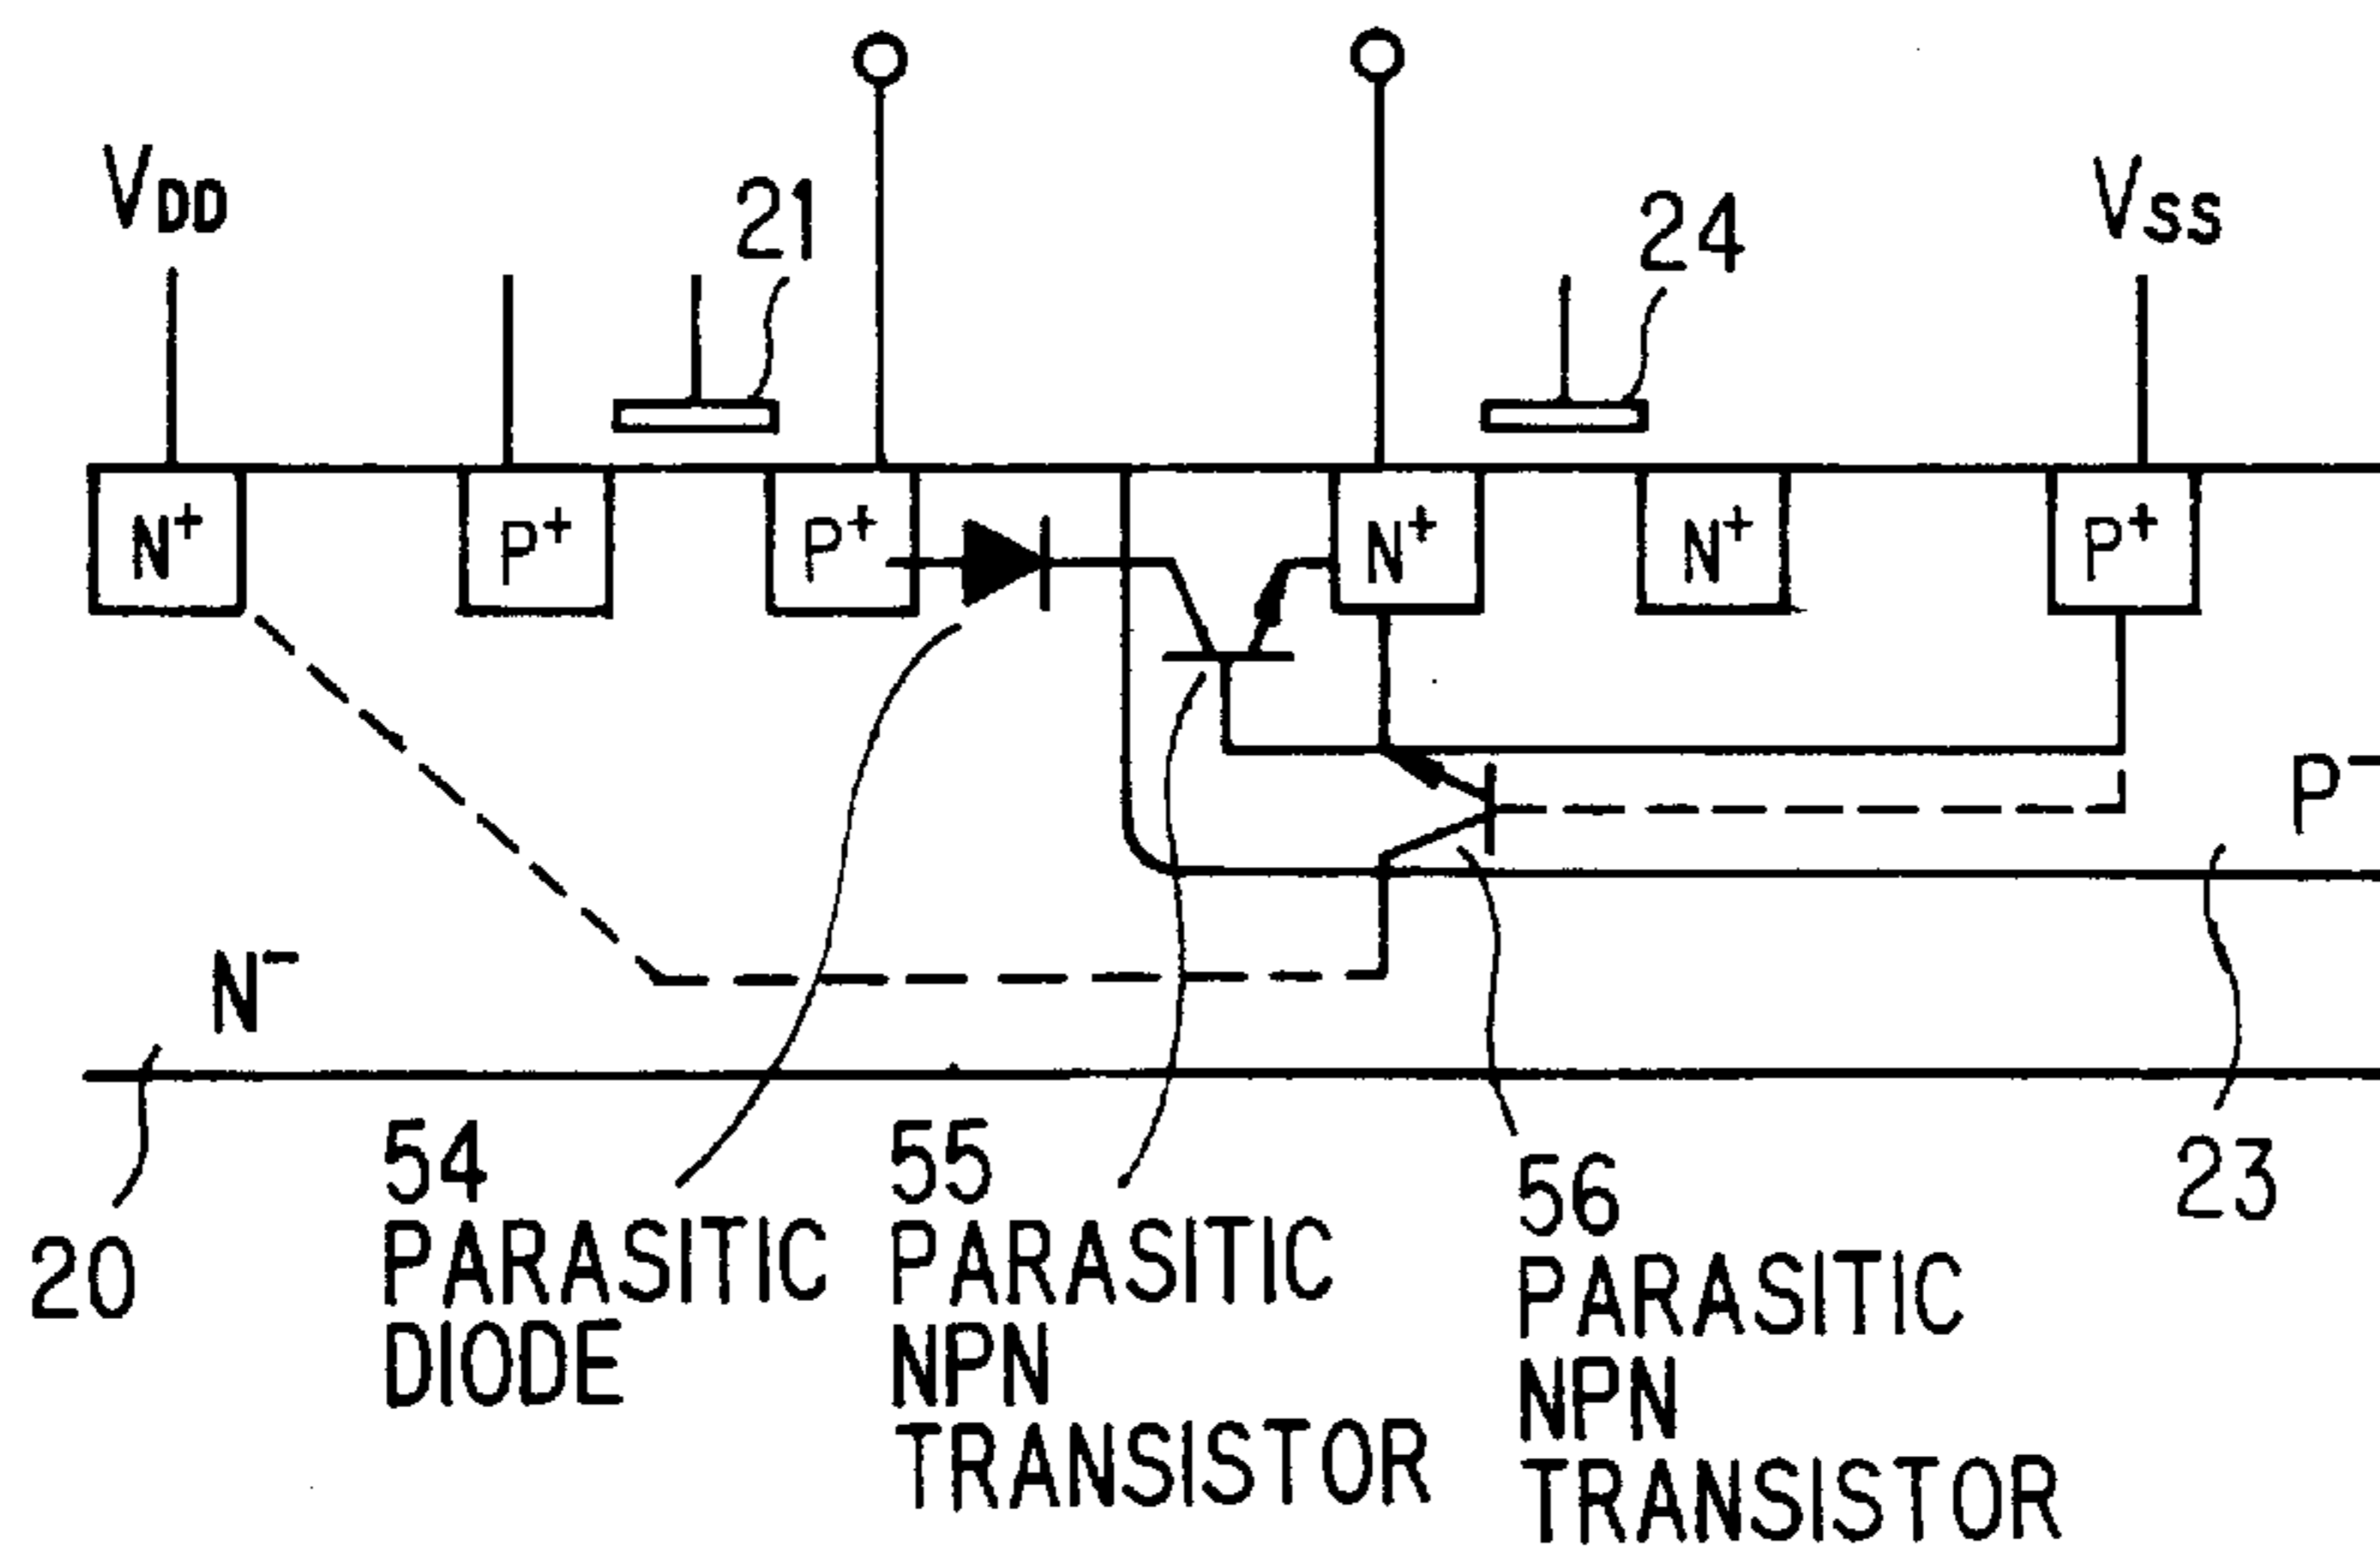 VDD
21
24
VSS
N+
P+
P+
N+
N+
P+
P-
N-
20
54
PARASITIC
DIODE
55
PARASITIC
NPN
TRANSISTOR
56
PARASITIC
NPN
TRANSISTOR
23